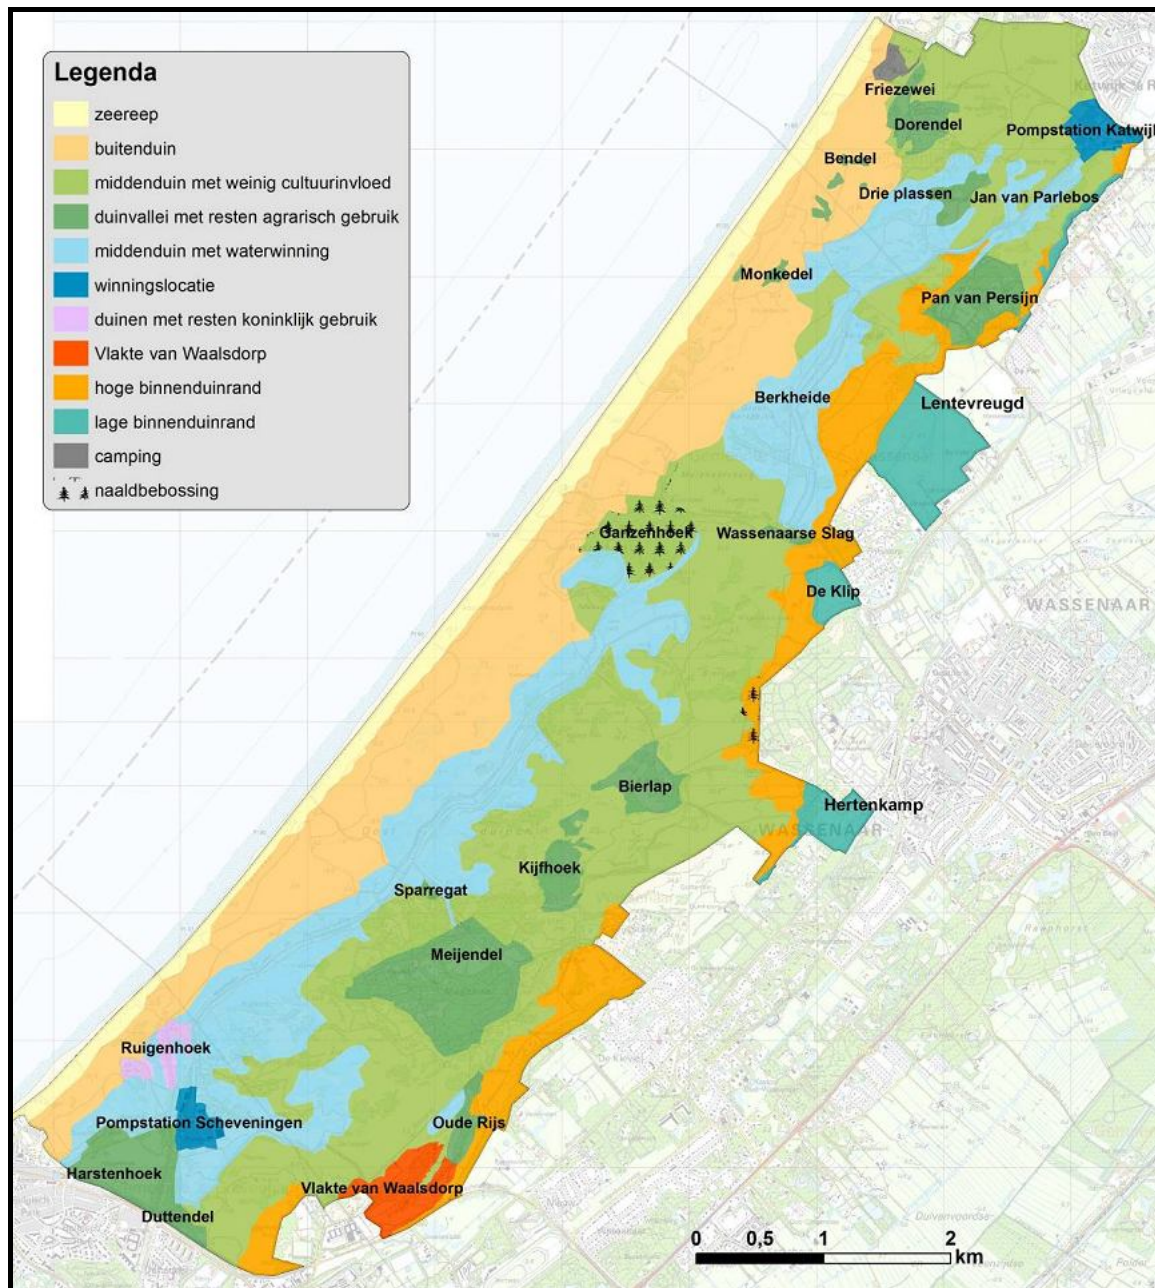 Legenda
zeereep
buitenduin
middenduin met weinig cultuurinvloed
duinvallei met resten agrarisch gebruik
middenduin met waterwinning
winningslocatie
duinen met resten koninklijk gebruik
Vlakte van Waalsdorp
hoge binnenduinrand
lage binnenduinrand
camping
naaldbebossing
Friezewei
Dorendel
Pompstation Katwijk
Bendel
Drie plassen
Jan van Parlebos
Monkedel
Pan van Persijn
Berkheide
Lentevreugd
Ganzenhoek
Wassenaarse Slag
De Klip
WASSENAAR
Bierlap
Hertenkamp
WASSENAAR
Kijfhoek
Sparregat
Meijendel
Ruigenhoek
Pompstation Scheveningen
Oude Rijs
Harstenhoek
Vlakte van Waalsdorp
Duttendel
0 0,5 1 2
km